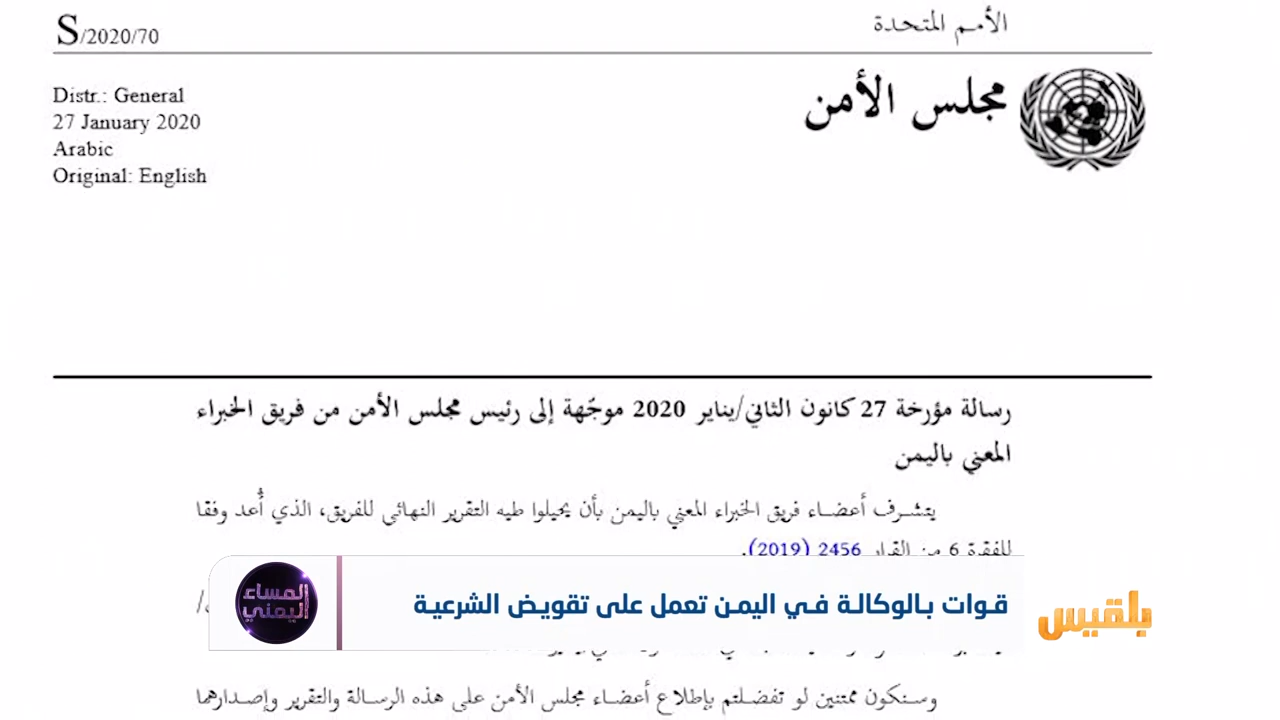 S/2020/70
الأمم المتحدة
Distr.: General
27 January 2020
Arabic
Original: English
مجلس الأمن
رسالة مؤرخة 27 كانون الثاني/يناير 2020 موجّهة إلى رئيس مجلس الأمن من فريق الخبراء
المعني باليمن
يتشرف أعضاء فريق الخبراء المعني باليمن بأن يحيلوا طيه التقرير النهائي للفريق، الذي أُعد وفقا
للفقرة 6 من القرار 2456 (2019).
المساء
اليمني
قوات بالوكالة في اليمن تعمل على تقويض الشرعية
بلقيس
وسنكون ممتنين لو تفضلتم بإطلاع أعضاء مجلس الأمن على هذه الرسالة والتقرير وإصدارهما